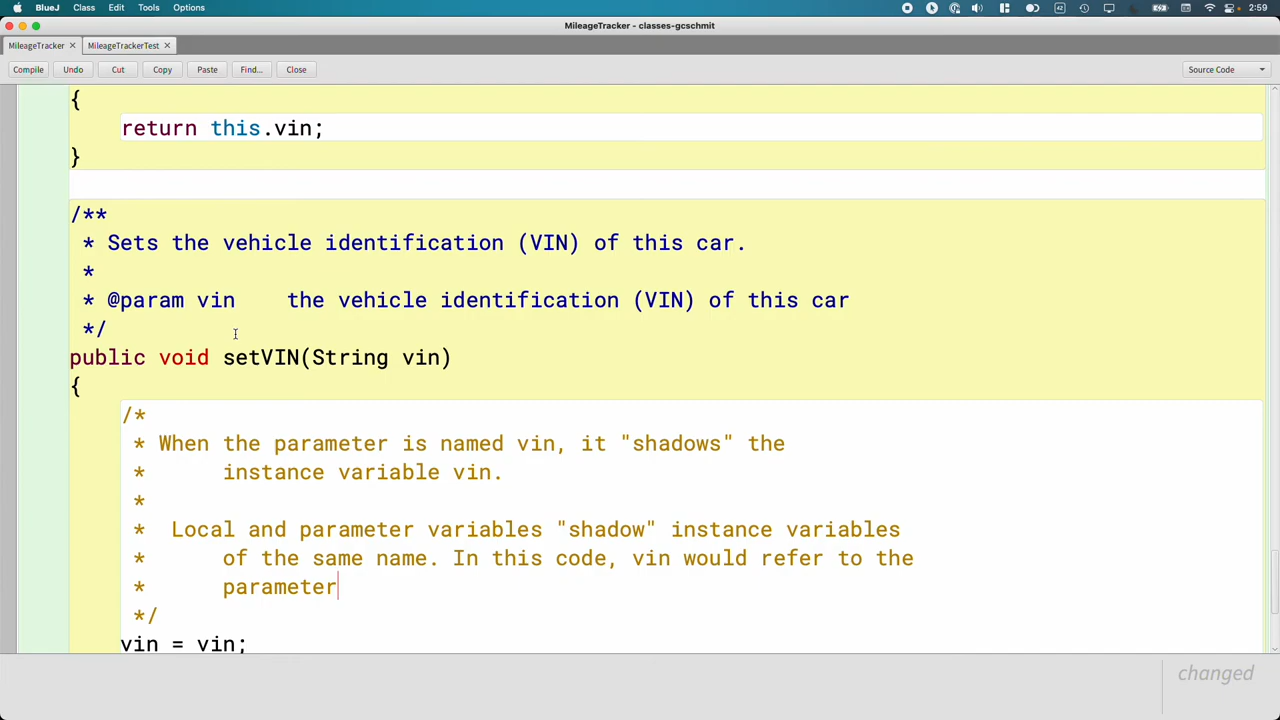 BlueJ Class Edit Tools Options 2:59
MileageTracker - classes-gcschmit
MileageTracker MileageTrackerTest
Compile Undo Cut Copy Paste Find... Close Source Code
{
return this.vin;
}
/**
* Sets the vehicle identification (VIN) of this car.
*
* @param vin the vehicle identification (VIN) of this car
*/
public void setVIN(String vin)
{
/*
* When the parameter is named vin, it "shadows" the
* instance variable vin.
*
* Local and parameter variables "shadow" instance variables
* of the same name. In this code, vin would refer to the
* parameter
*/
vin = vin;
changed